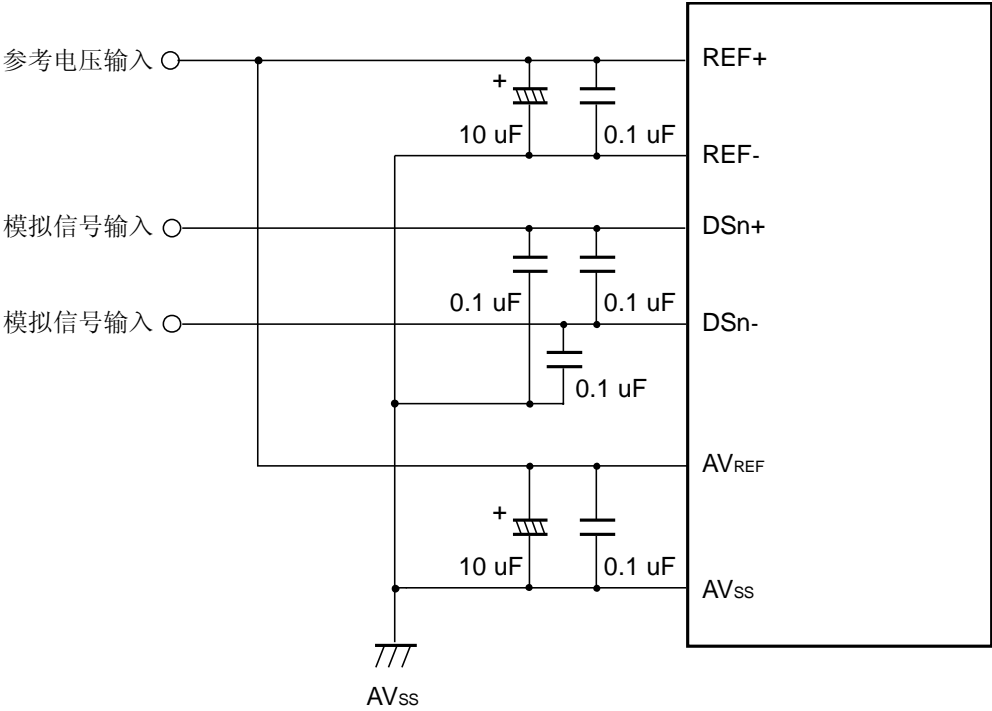 参考电压输入
REF+
+
10 uF
0.1 uF
REF-
模拟信号输入
DSn+
0.1 uF
0.1 uF
模拟信号输入
DSn-
0.1 uF
AVREF
+
10 uF
0.1 uF
AVSS
AVSS